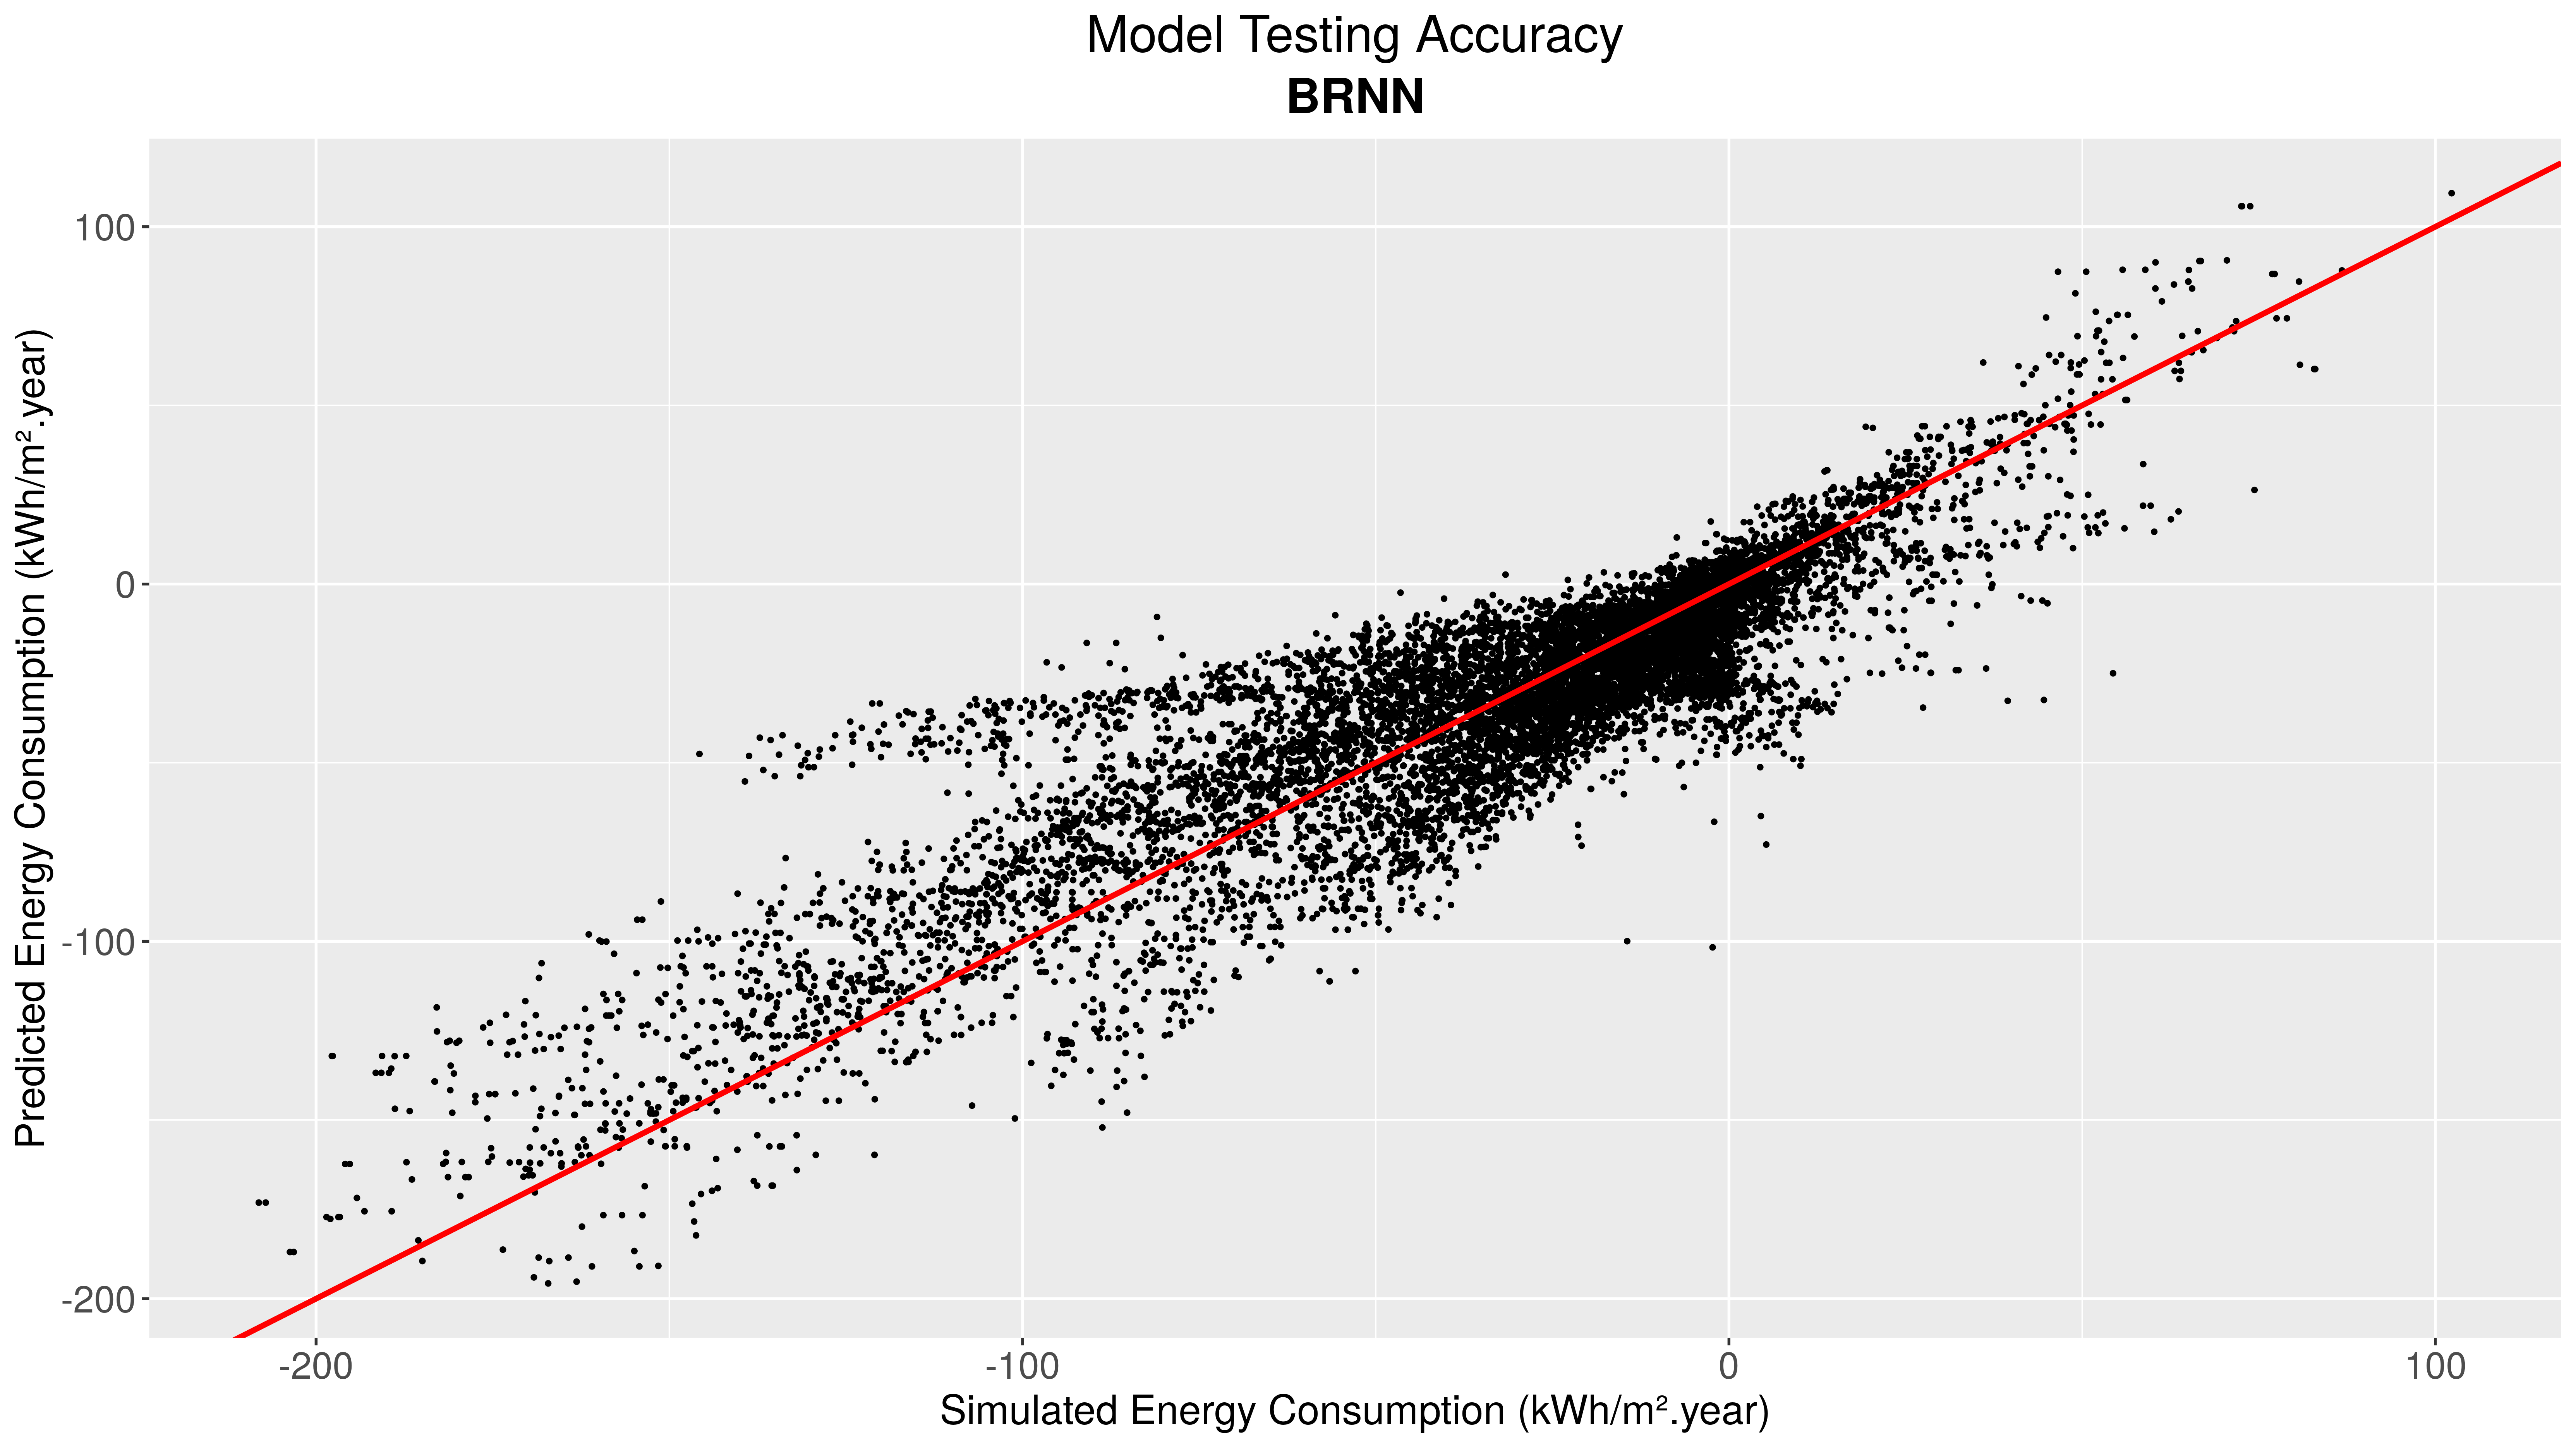 Model Testing Accuracy
BRNN
Predicted Energy Consumption (kWh/m².year)
100
0
-100
-200
-200
-100
0
100
Simulated Energy Consumption (kWh/m².year)